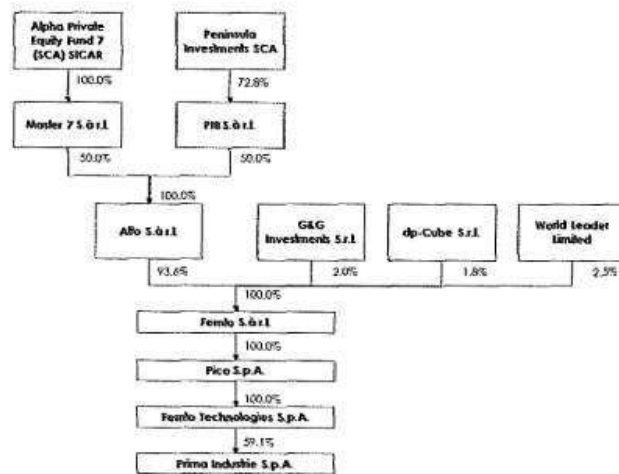 Alpha Private
Equity Fund 7
(SCA) SICAR
Peninsula
Investments SCA
100.0%
72.8%
Master 7 S.à r.l.
PIB S.à r.l.
50.0%
50.0%
100.0%
Alfo S.à r.l.
G&G
Investments S.r.l.
dp-Cube S.r.l.
World Leader
Limited
93.6%
2.0%
1.8%
2.5%
100.0%
Femto S.à r.l.
100.0%
Pico S.p.A.
100.0%
Femto Technologies S.p.A.
59.1%
Prima Industrie S.p.A.